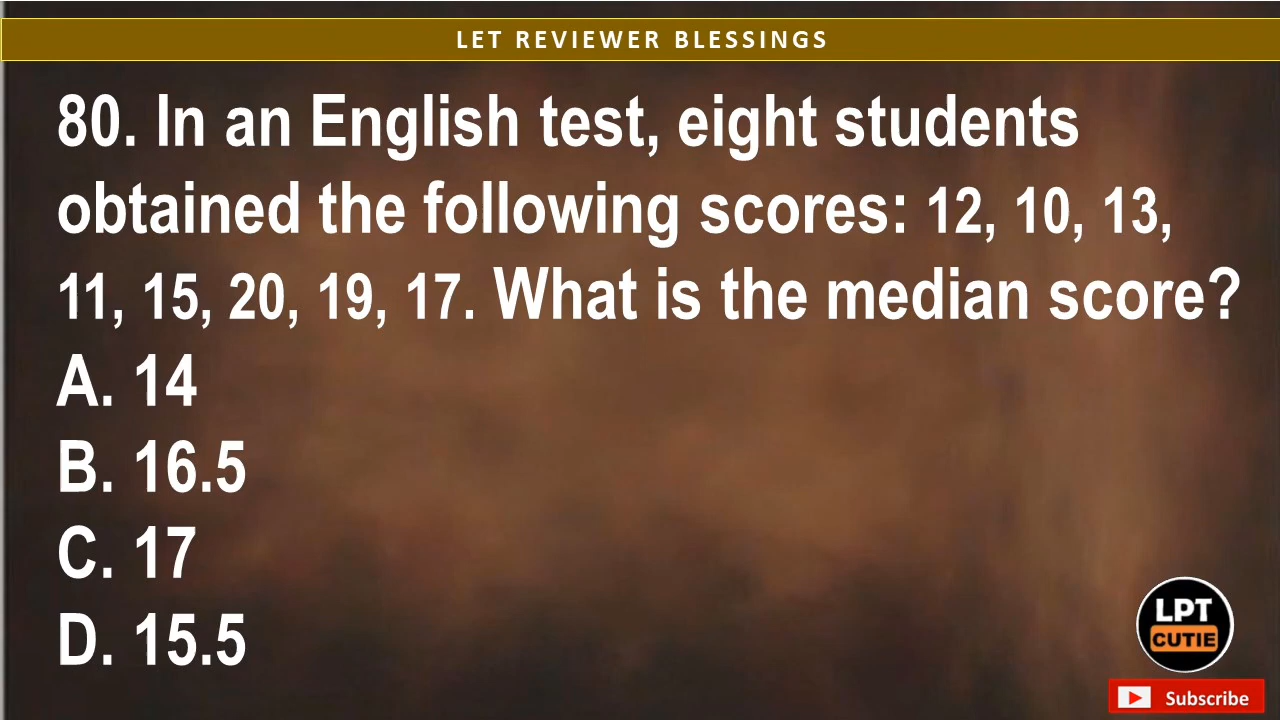 LET REVIEWER BLESSINGS
80. In an English test, eight students
obtained the following scores: 12, 10, 13,
11, 15, 20, 19, 17. What is the median score?
A. 14
B. 16.5
C. 17
D. 15.5
LPT
CUTIE
Subscribe